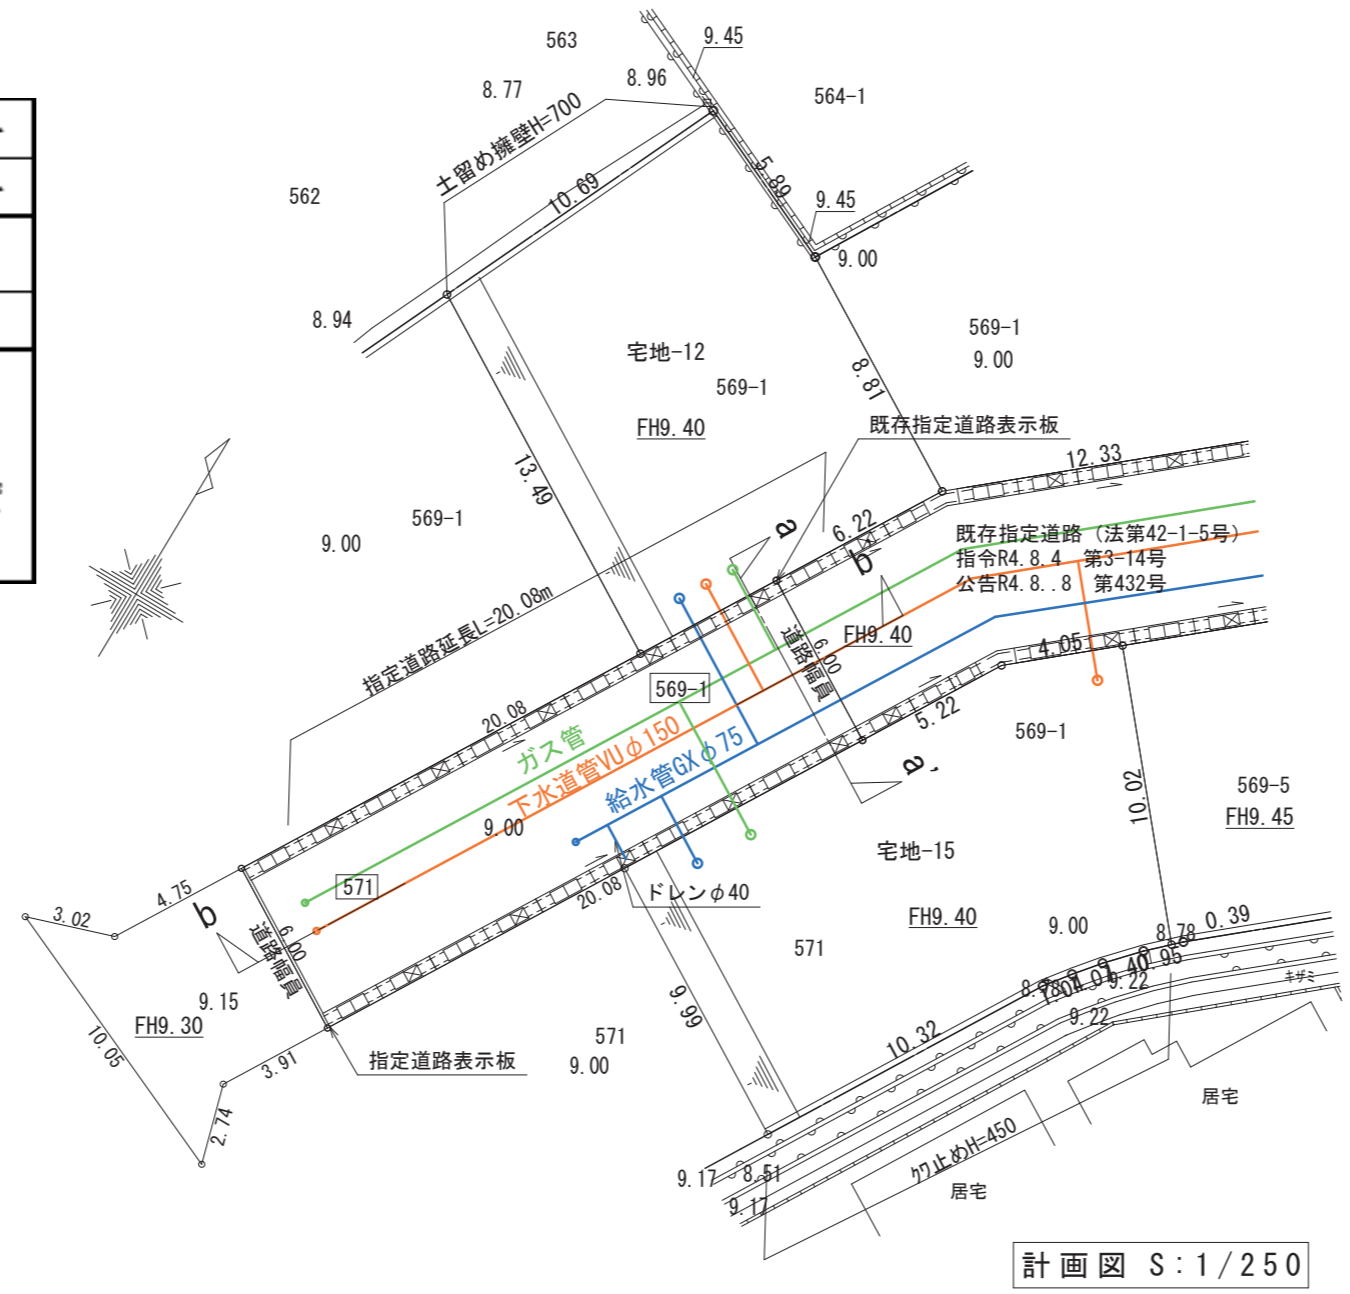 563
9.45
8.96
8.77
564-1
土留め擁壁H=700
5.89
562
10.69
9.45
9.00
8.94
569-1
宅地-12
9.00
8.81
569-1
既存指定道路表示板
FH9.40
12.33
13.49
569-1
a
6.22
既存指定道路（法第42-1-5号）
9.00
b'
指令R4.8.4　第3-14号
公告R4.8..8　第432号
指定道路延長L=20.08m
道路幅員
6.00
FH9.40
4.05
569-1
20.08
5.22
569-1
ガス管
下水道管VUφ150
給水管GXφ75
a'
10.02
569-5
FH9.45
9.00
宅地-15
571
4.75
20.08
ドレンφ40
3.02
b
FH9.40
9.00
8.78
0.39
6.00
道路幅員
571
9.15
FH9.30
9.99
1.40
9.22
キザミ
10.05
571
10.32
9.22
3.91
指定道路表示板
9.00
2.74
居宅
ｸﾜ止めH=450
9.17
8.51
居宅
9.17
計画図 S:1/250